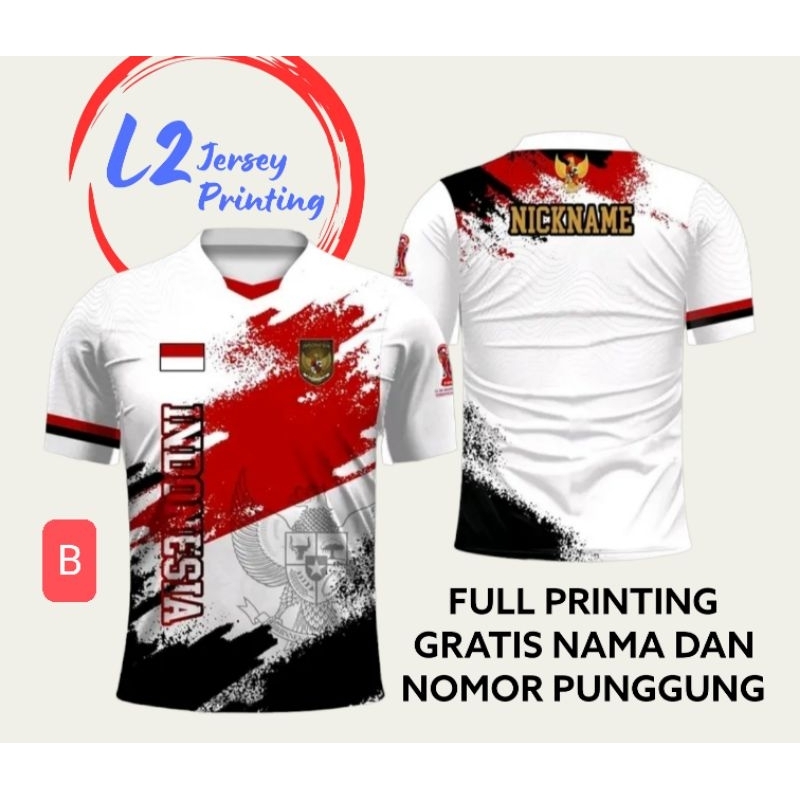 L2 Jersey
Printing
NICKNAME
INDONESIA
B
FULL PRINTING
GRATIS NAMA DAN
NOMOR PUNGGUNG